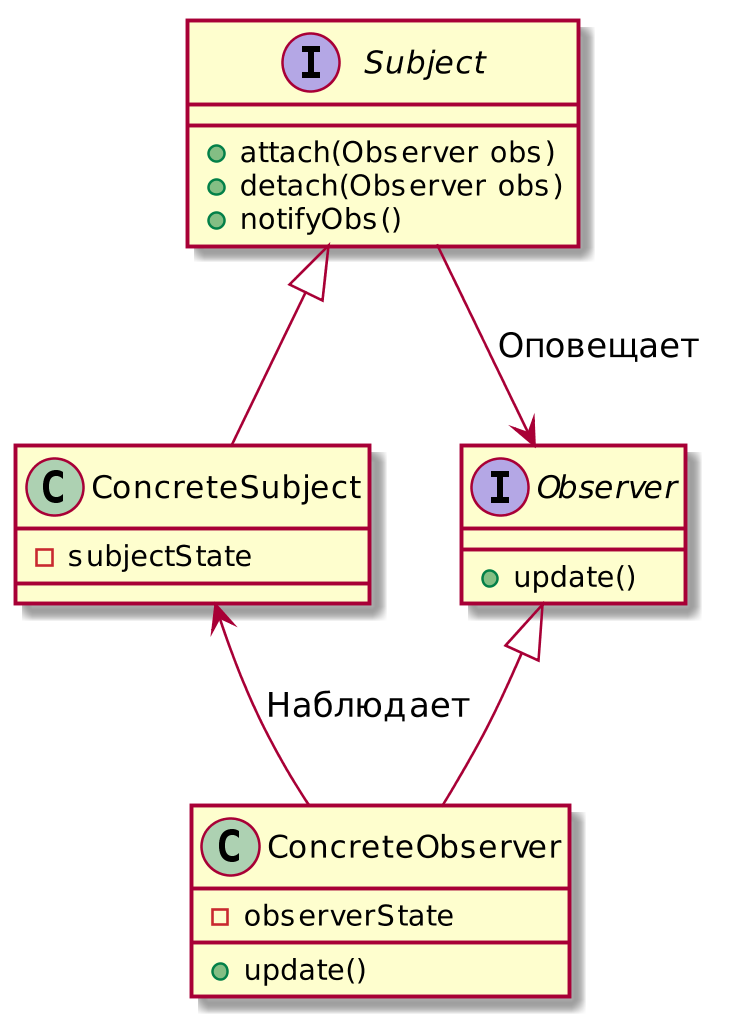 I Subject
attach(Observer obs)
detach(Observer obs)
notifyObs()
Оповещает
C ConcreteSubject
subjectState
I Observer
update()
Наблюдает
C ConcreteObserver
observerState
update()